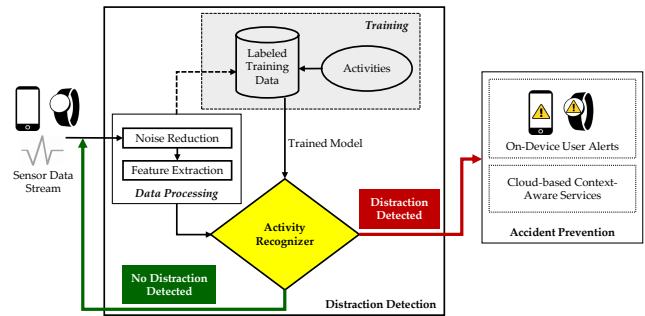 Training
Labeled
Training
Data
Activities
Noise Reduction
Feature Extraction
Data Processing
Sensor Data
Stream
Trained Model
Activity
Recognizer
Distraction
Detected
No Distraction
Detected
Distraction Detection
On-Device User Alerts
Cloud-based Context-
Aware Services
Accident Prevention